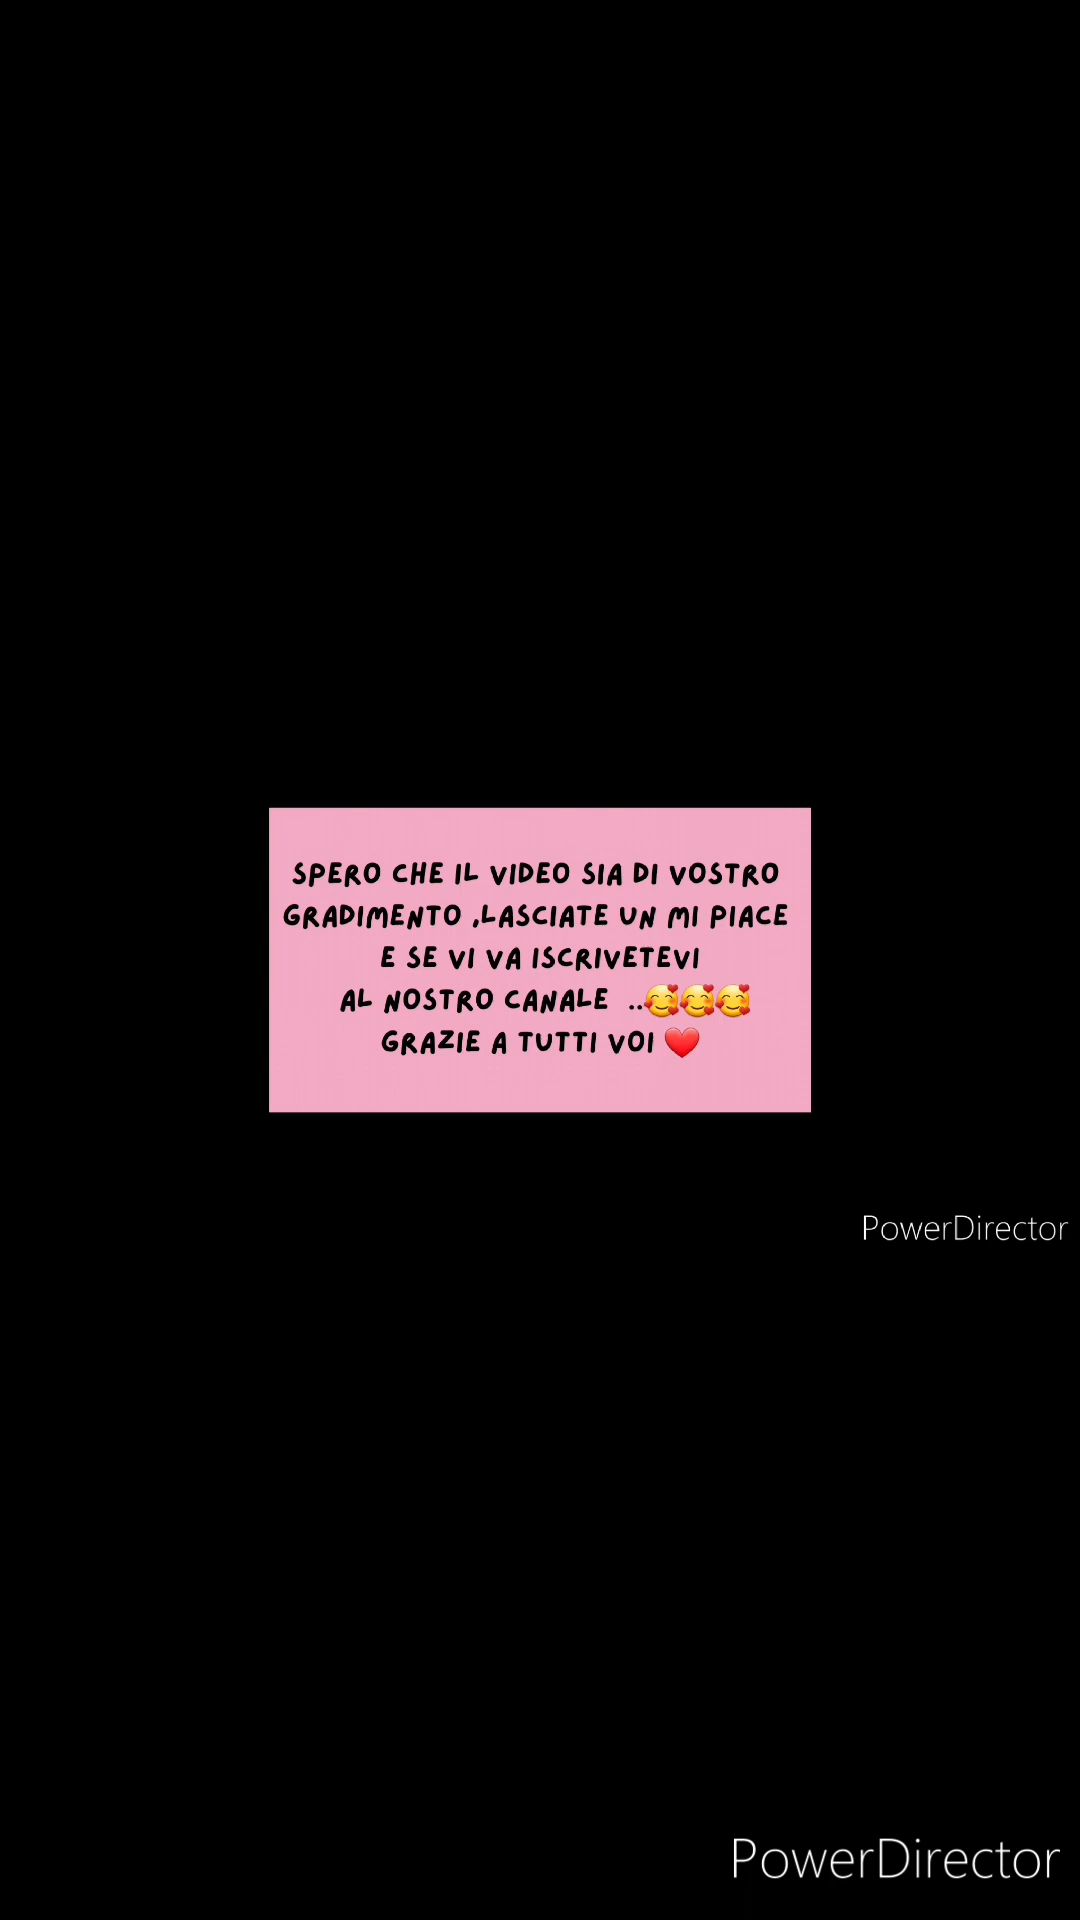 SPERO CHE IL VIDEO SIA DI VOSTRO
GRADIMENTO ,LASCIATE UN MI PIACE
E SE VI VA ISCRIVETEVI
AL NOSTRO CANALE ..🥰🥰🥰
GRAZIE A TUTTI VOI ❤️
PowerDirector
PowerDirector